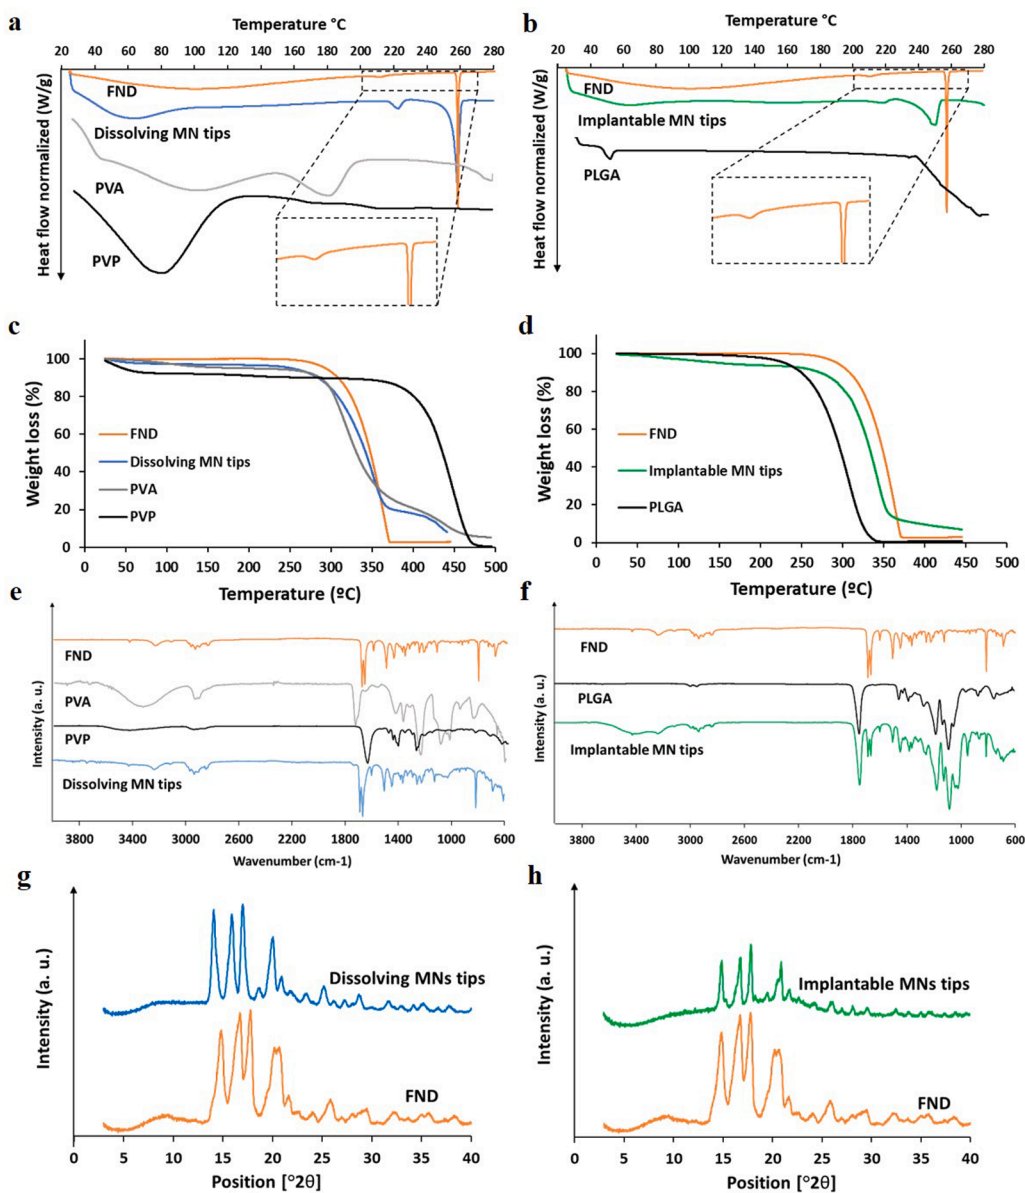 a
Temperature °C
20 40 60 80 100 120 140 160 180 200 220 240 260 280
Heat flow normalized (W/g)
FND
Dissolving MN tips
PVA
PVP
b
Temperature °C
20 40 60 80 100 120 140 160 180 200 220 240 260 280
Heat flow normalized (W/g)
FND
Implantable MN tips
PLGA
c
Weight loss (%)
100
80
60
40
20
0
FND
Dissolving MN tips
PVA
PVP
0 50 100 150 200 250 300 350 400 450 500
Temperature (ºC)
d
Weight loss (%)
100
80
60
40
20
0
FND
Implantable MN tips
PLGA
0 50 100 150 200 250 300 350 400 450 500
Temperature (ºC)
e
Intensity (a. u.)
FND
PVA
PVP
Dissolving MN tips
3800 3000 2200 1800 1400 1000 600
Wavenumber (cm-1)
f
Intensity (a. u.)
FND
PLGA
Implantable MN tips
3800 3000 2200 1800 1400 1000 600
Wavenumber (cm-1)
g
Intensity (a. u.)
Dissolving MNs tips
FND
0 5 10 15 20 25 30 35 40
Position [°2θ]
h
Intensity (a. u.)
Implantable MNs tips
FND
0 5 10 15 20 25 30 35 40
Position [°2θ]